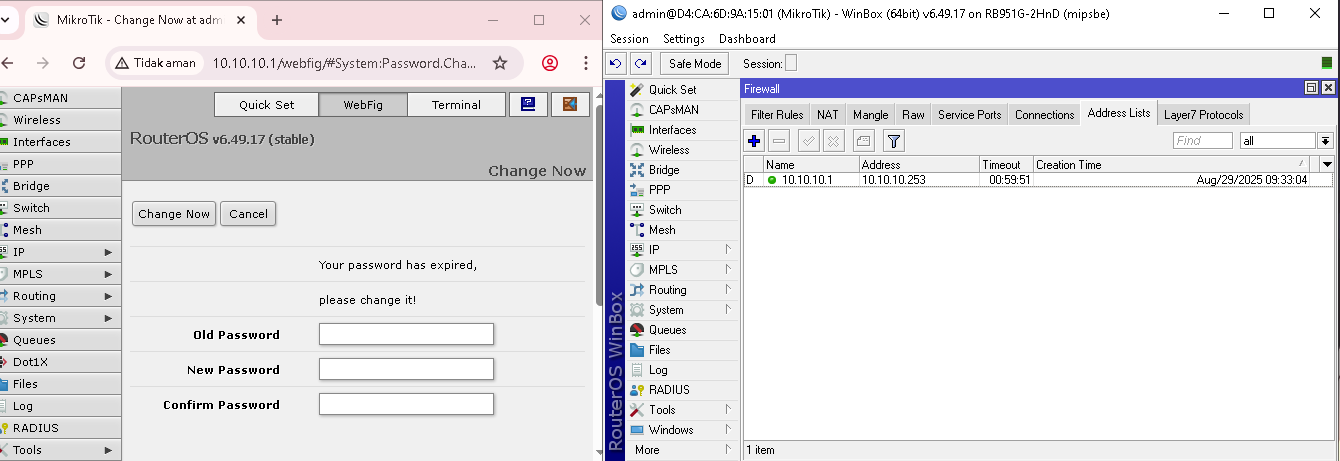 MikroTik - Change Now at adm
Tidak aman
10.10.10.1/webfig/#System:Password.Cha...
CAPsMAN
Wireless
Interfaces
PPP
Bridge
Switch
Mesh
IP
MPLS
Routing
System
Queues
Dot1X
Files
Log
RADIUS
Tools
Quick Set
WebFig
Terminal
RouterOS v6.49.17 (stable)
Change Now
Change Now
Cancel
Your password has expired,
please change it!
Old Password
New Password
Confirm Password
admin@D4:CA:6D:9A:15:01 (MikroTik) - WinBox (64bit) v6.49.17 on RB951G-2HnD (mipsbe)
Session Settings Dashboard
Safe Mode Session:
RouterOS WinBox
Quick Set
CAPsMAN
Interfaces
Wireless
Bridge
PPP
Switch
Mesh
IP
MPLS
Routing
System
Queues
Files
Log
RADIUS
Tools
Windows
More
Firewall
Filter Rules NAT Mangle Raw Service Ports Connections Address Lists Layer7 Protocols
Find all
Name Address Timeout Creation Time
D 10.10.10.1 10.10.10.253 00:59:51 Aug/29/2025 09:33:04
1 item